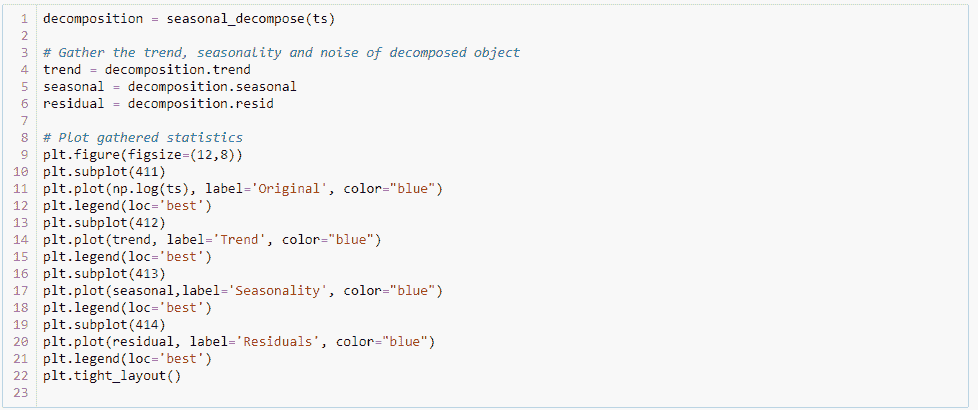 1 decomposition = seasonal_decompose(ts)
2
3 # Gather the trend, seasonality and noise of decomposed object
4 trend = decomposition.trend
5 seasonal = decomposition.seasonal
6 residual = decomposition.resid
7
8 # Plot gathered statistics
9 plt.figure(figsize=(12,8))
10 plt.subplot(411)
11 plt.plot(np.log(ts), label='Original', color="blue")
12 plt.legend(loc='best')
13 plt.subplot(412)
14 plt.plot(trend, label='Trend', color="blue")
15 plt.legend(loc='best')
16 plt.subplot(413)
17 plt.plot(seasonal,label='Seasonality', color="blue")
18 plt.legend(loc='best')
19 plt.subplot(414)
20 plt.plot(residual, label='Residuals', color="blue")
21 plt.legend(loc='best')
22 plt.tight_layout()
23